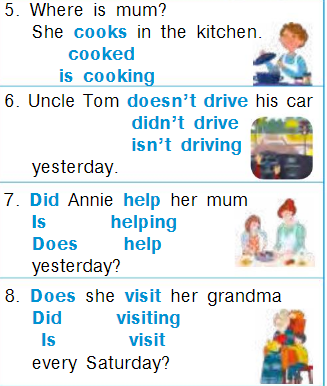 5. Where is mum?
She cooks in the kitchen.
cooked
is cooking
6. Uncle Tom doesn't drive his car
didn't drive
isn't driving
yesterday.
7. Did Annie help her mum
Is helping
Does help
yesterday?
8. Does she visit her grandma
Did visiting
Is visit
every Saturday?